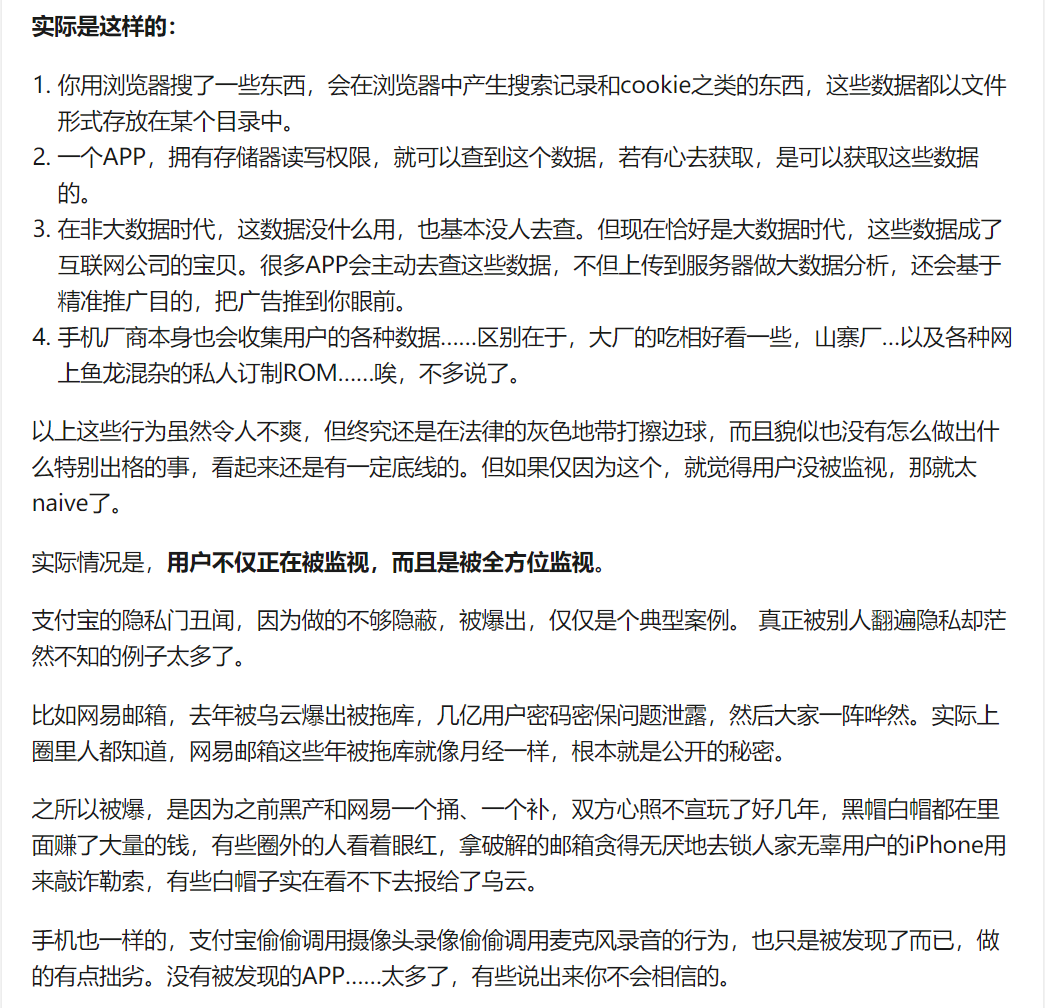 实际是这样的：
1. 你用浏览器搜了一些东西，会在浏览器中产生搜索记录和cookie之类的东西，这些数据都以文件
形式存放在某个目录中。
2. 一个APP，拥有存储器读写权限，就可以查到这个数据，若有心去获取，是可以获取这些数据
的。
3. 在非大数据时代，这数据没什么用，也基本没人去查。但现在恰好是大数据时代，这些数据成了
互联网公司的宝贝。很多APP会主动去查这些数据，不但上传到服务器做大数据分析，还会基于
精准推广目的，把广告推到你眼前。
4. 手机厂商本身也会收集用户的各种数据……区别在于，大厂的吃相好看一些，山寨厂…以及各种网
上鱼龙混杂的私人订制ROM……唉，不多说了。
以上这些行为虽然令人不爽，但终究还是在法律的灰色地带打擦边球，而且貌似也没有怎么做出什
么特别出格的事，看起来还是有一定底线的。但如果仅因为这个，就觉得用户没被监视，那就太
naive了。
实际情况是，用户不仅正在被监视，而且是被全方位监视。
支付宝的隐私门丑闻，因为做的不够隐蔽，被爆出，仅仅是个典型案例。 真正被别人翻遍隐私却茫
然不知的例子太多了。
比如网易邮箱，去年被乌云爆出被拖库，几亿用户密码密保问题泄露，然后大家一阵哗然。实际上
圈里人都知道，网易邮箱这些年被拖库就像月经一样，根本就是公开的秘密。
之所以被爆，是因为之前黑产和网易一个捅、一个补，双方心照不宣玩了好几年，黑帽白帽都在里
面赚了大量的钱，有些圈外的人看着眼红，拿破解的邮箱贪得无厌地去锁人家无辜用户的iPhone用
来敲诈勒索，有些白帽子实在看不下去报给了乌云。
手机也一样的，支付宝偷偷调用摄像头录像偷偷调用麦克风录音的行为，也只是被发现了而已，做
的有点拙劣。没有被发现的APP……太多了，有些说出来你不会相信的。